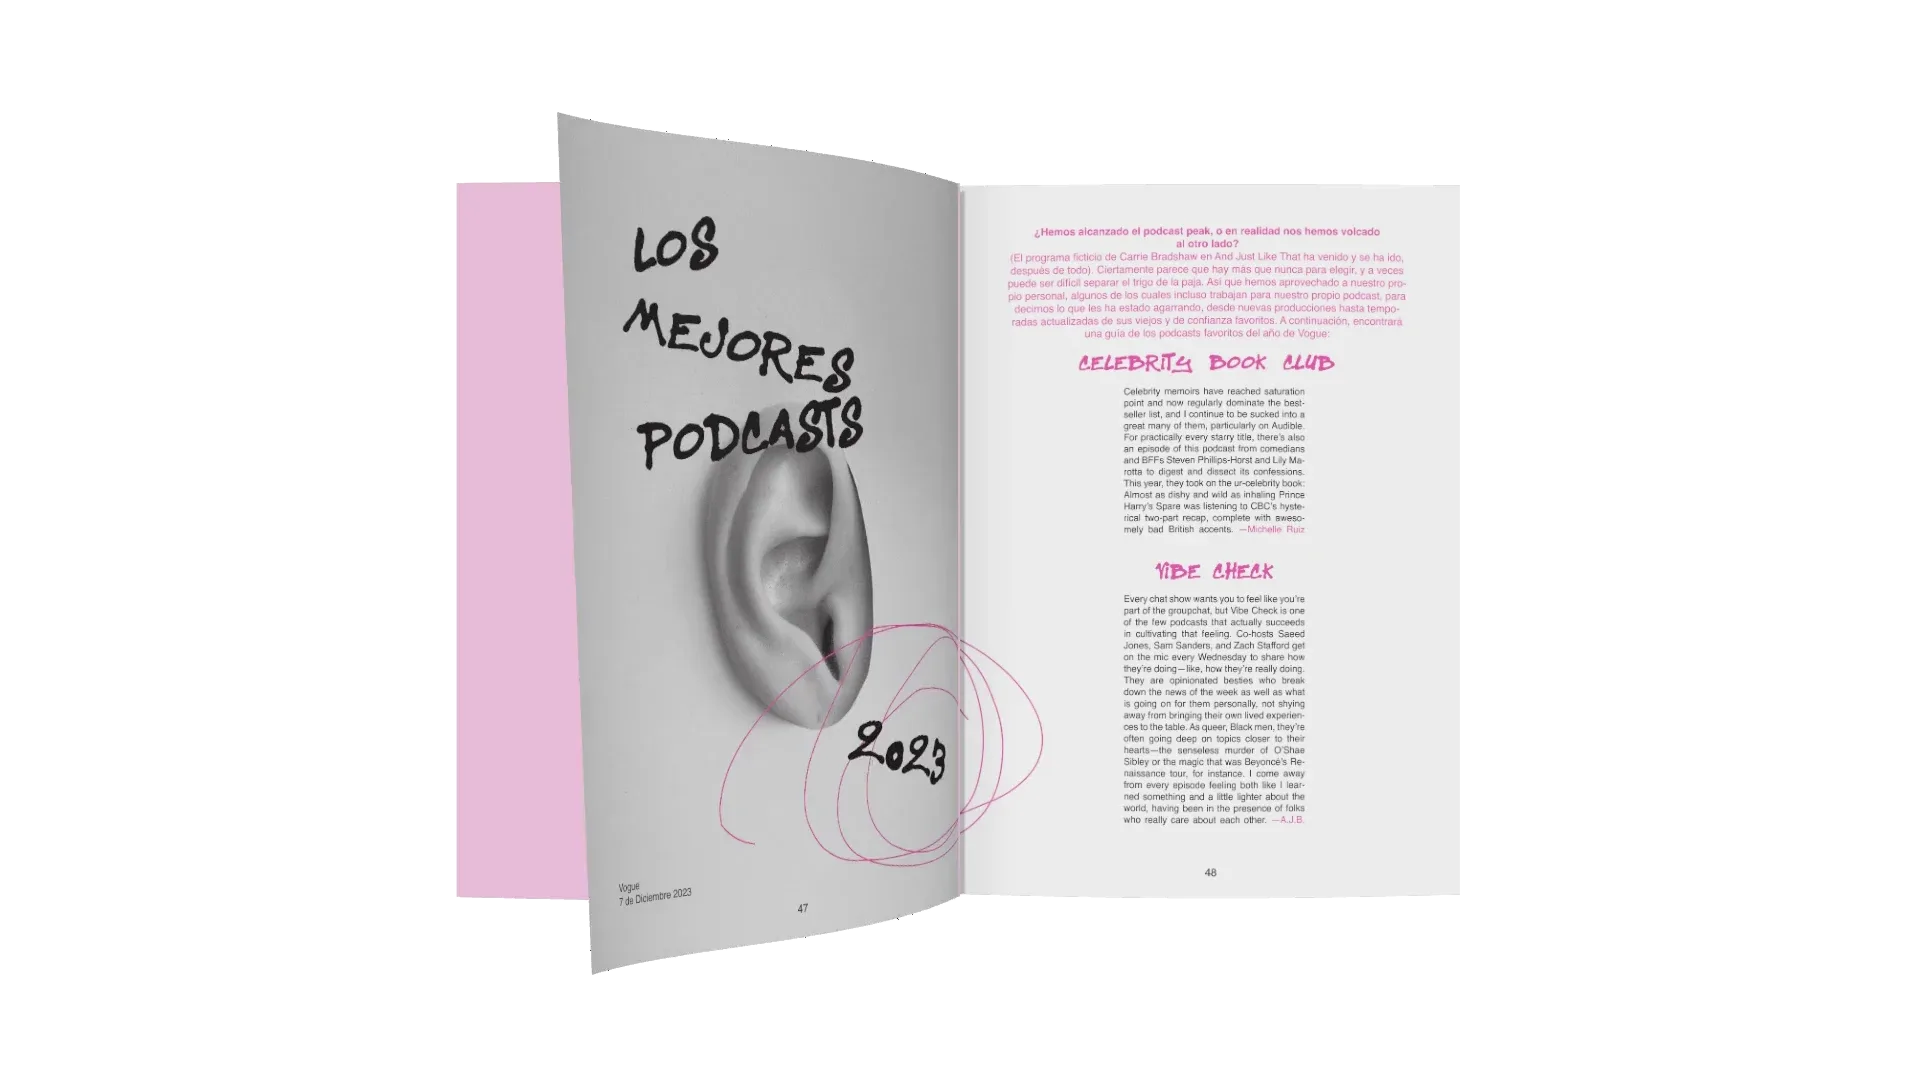 LOS
MEJORES
PODCASTS
2023
Vogue
7 de Diciembre 2023
47
¿Hemos alcanzado el podcast peak, o en realidad nos hemos volcado
al otro lado?
(El programa ficticio de Carrie Bradshaw en And Just Like That ha venido y se ha ido,
después de todo). Ciertamente parece que hay más que nunca para elegir, y a veces
puede ser difícil separar el trigo de la paja. Así que hemos aprovechado a nuestro pro-
pio personal, algunos de los cuales incluso trabajan para nuestro propio podcast, para
decirnos lo que les ha estado agarrando, desde nuevas producciones hasta tempo-
radas actualizadas de sus viejos y de confianza favoritos. A continuación, encontrará
una guía de los podcasts favoritos del año de Vogue:
CELEBRITY BOOK CLUB
Celebrity memoirs have reached saturation
point and now regularly dominate the best-
seller list, and I continue to be sucked into a
great many of them, particularly on Audible.
For practically every starry title, there's also
an episode of this podcast from comedians
and BFFs Steven Phillips-Horst and Lily Ma-
rotta to digest and dissect its confessions.
This year, they took on the ur-celebrity book:
Almost as dishy and wild as inhaling Prince
Harry's Spare was listening to CBC's hyste-
rical two-part recap, complete with aweso-
mely bad British accents. —Michelle Ruiz
VIBE CHECK
Every chat show wants you to feel like you're
part of the groupchat, but Vibe Check is one
of the few podcasts that actually succeeds
in cultivating that feeling. Co-hosts Saeed
Jones, Sam Sanders, and Zach Stafford get
on the mic every Wednesday to share how
they're doing—like, how they're really doing.
They are opinionated besties who break
down the news of the week as well as what
is going on for them personally, not shying
away from bringing their own lived experien-
ces to the table. As queer, Black men, they're
often going deep on topics closer to their
hearts—the senseless murder of O'Shae
Sibley or the magic that was Beyoncé's Re-
naissance tour, for instance. I come away
from every episode feeling both like I lear-
ned something and a little lighter about the
world, having been in the presence of folks
who really care about each other. —A.J.B.
48